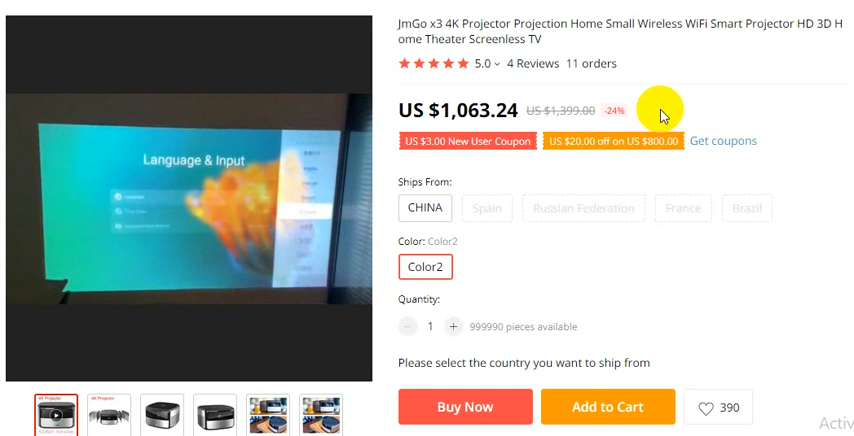 JmGo x3 4K Projector Projection Home Small Wireless WiFi Smart Projector HD 3D H
ome Theater Screenless TV
5.0
4 Reviews
11 orders
US $1,063.24
US $1,399.00
-24%
US $3.00 New User Coupon
US $20.00 off on US $800.00
Get coupons
Language & Input
Ships From:
CHINA
Spain
Russian Federation
France
Brazil
Color: Color2
Color2
Quantity:
−
1
+
999990 pieces available
Please select the country you want to ship from
4K Projector
4K Projector
Buy Now
Add to Cart
390
Activ